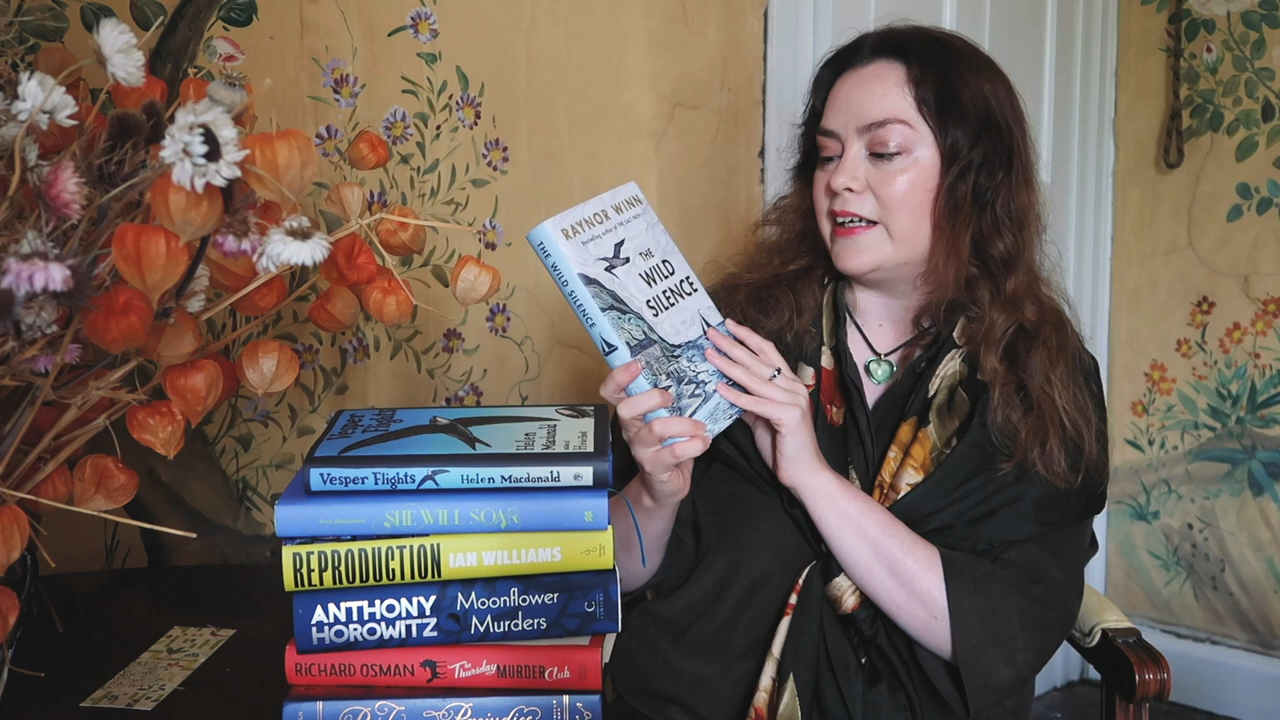 RAYNOR WINN
Bestselling author of THE SALT PATH
THE
WILD
SILENCE
THE WILD SILENCE
Vesper
Flights
Helen
Macdonald
Vesper Flights
Helen Macdonald
SHE WILL SOAR
REPRODUCTION IAN WILLIAMS
ANTHONY
HOROWITZ
Moonflower
Murders
RICHARD OSMAN
The Thursday MURDER Club
Prejudice